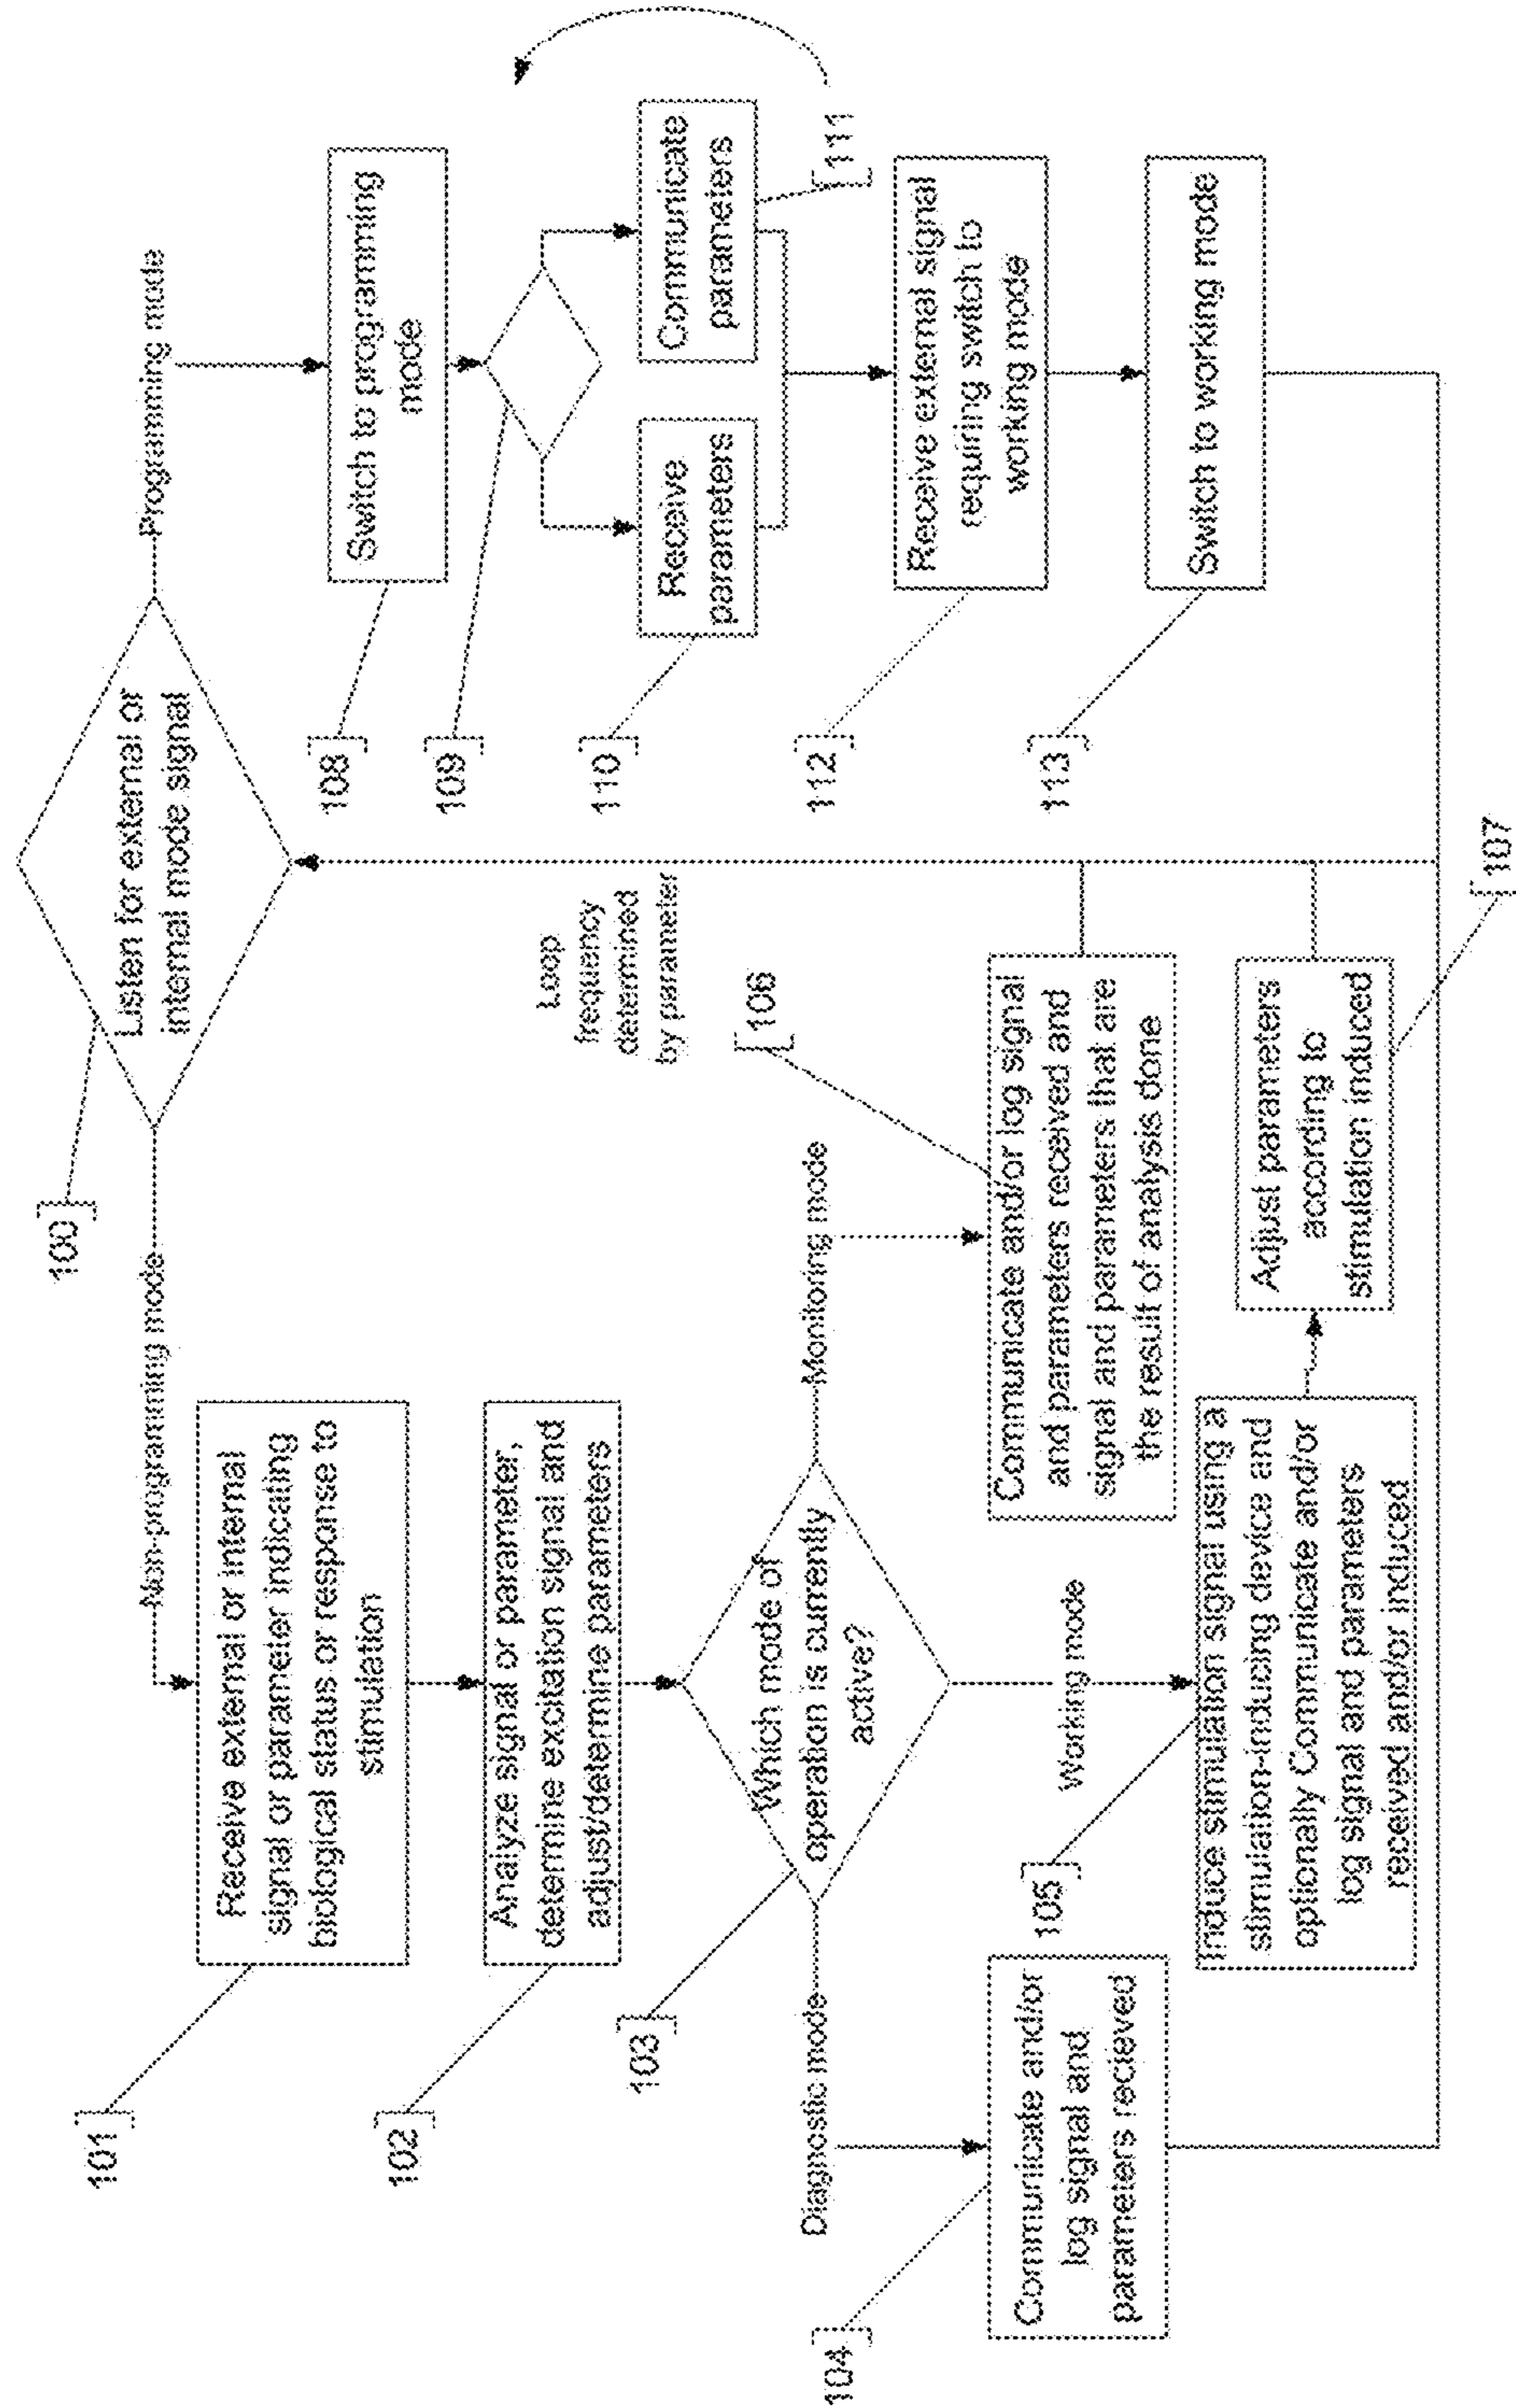 100
Listen for external or
internal mode signal
Non-programming mode
Programming mode
101
Receive external or internal
signal or parameter indicating
biological status or response to
stimulation
102
Analyze signal or parameter,
determine excitation signal and
adjust/determine parameters
103
Which mode of
operation is currently
active?
Diagnostic mode
Working mode
Monitoring mode
104
Communicate and/or
log signal and
parameters recieved
105
Induce stimulation signal using a
stimulation-inducing device and
optionally Communicate and/or
log signal and parameters
received and/or induced
106
Communicate and/or log signal
and parameters received and
signal and parameters that are
the result of analysis done
107
Adjust parameters
according to
stimulation induced
Loop
frequency
determined
by parameter
108
Switch to programming
mode
109
110
Receive
parameters
111
Communicate
parameters
112
Receive external signal
requiring switch to
working mode
113
Switch to working mode